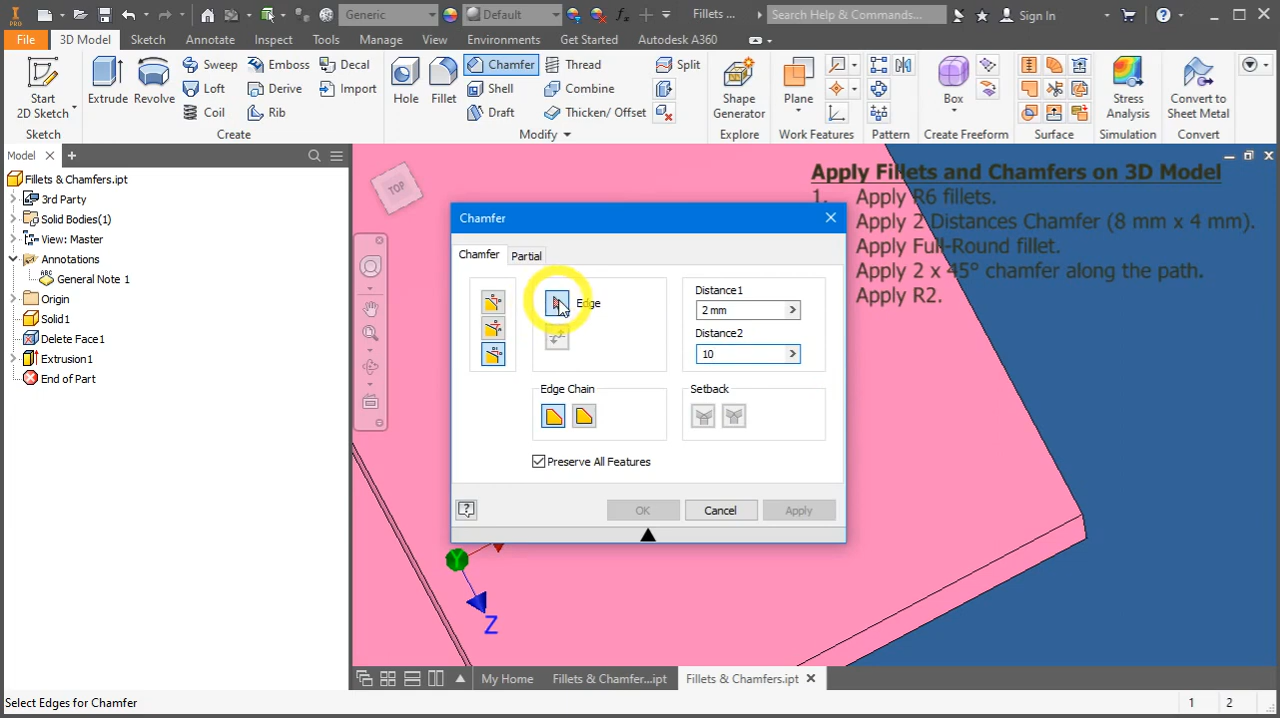 PRO
Generic
Default
Fillets ...
Search Help & Commands...
Sign In
File
3D Model
Sketch
Annotate
Inspect
Tools
Manage
View
Environments
Get Started
Autodesk A360
Start
2D Sketch
Sketch
Extrude
Revolve
Sweep
Emboss
Decal
Loft
Derive
Import
Coil
Rib
Create
Hole
Fillet
Chamfer
Thread
Split
Shell
Combine
Draft
Thicken/ Offset
Modify
Shape
Generator
Explore
Plane
Work Features
Pattern
Box
Create Freeform
Surface
Stress
Analysis
Simulation
Convert to
Sheet Metal
Convert
Model
Fillets & Chamfers.ipt
3rd Party
Solid Bodies(1)
View: Master
Annotations
ABC
General Note 1
Origin
Solid1
Delete Face1
Extrusion1
End of Part
TOP
Apply Fillets and Chamfers on 3D Model
1. Apply R6 fillets.
Apply 2 Distances Chamfer (8 mm x 4 mm).
Apply Full-Round fillet.
Apply 2 x 45° chamfer along the path.
Apply R2.
Chamfer
Chamfer
Partial
Edge
Distance1
2 mm
Distance2
10
Edge Chain
Setback
Preserve All Features
OK
Cancel
Apply
Y
Z
My Home
Fillets & Chamfer...ipt
Fillets & Chamfers.ipt
Select Edges for Chamfer
1
2